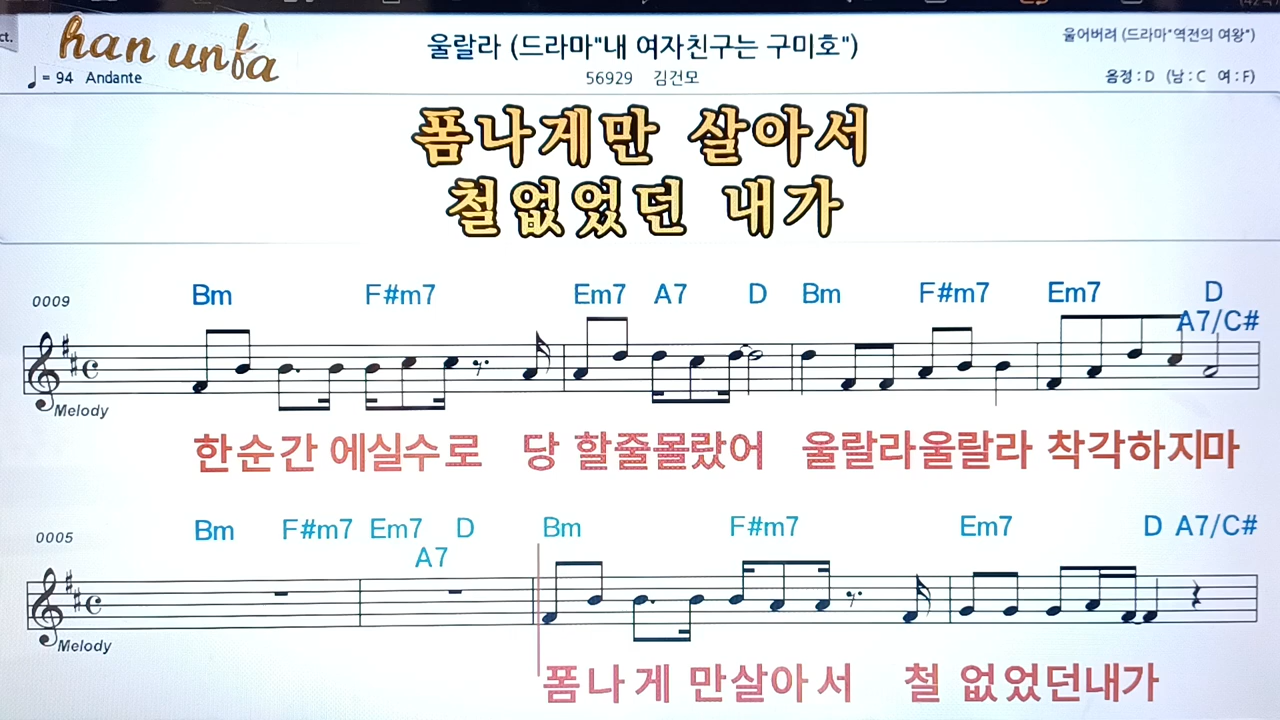 ct.
han unfa
♩ = 94 Andante
울랄라 (드라마"내 여자친구는 구미호")
56929 김건모
울어버려 (드라마"역전의 여왕")
음정 : D (남 : C 여 : F)
폼나게만 살아서
철없었던 내가
0009
Bm F#m7 Em7 A7 D Bm F#m7 Em7 D
A7/C#
Melody
한순간 에실수로 당 할줄몰랐어 울랄라울랄라 착각하지마
0005
Bm F#m7 Em7 D Bm F#m7 Em7 D A7/C#
A7
Melody
폼나게 만살아서 철 없었던내가